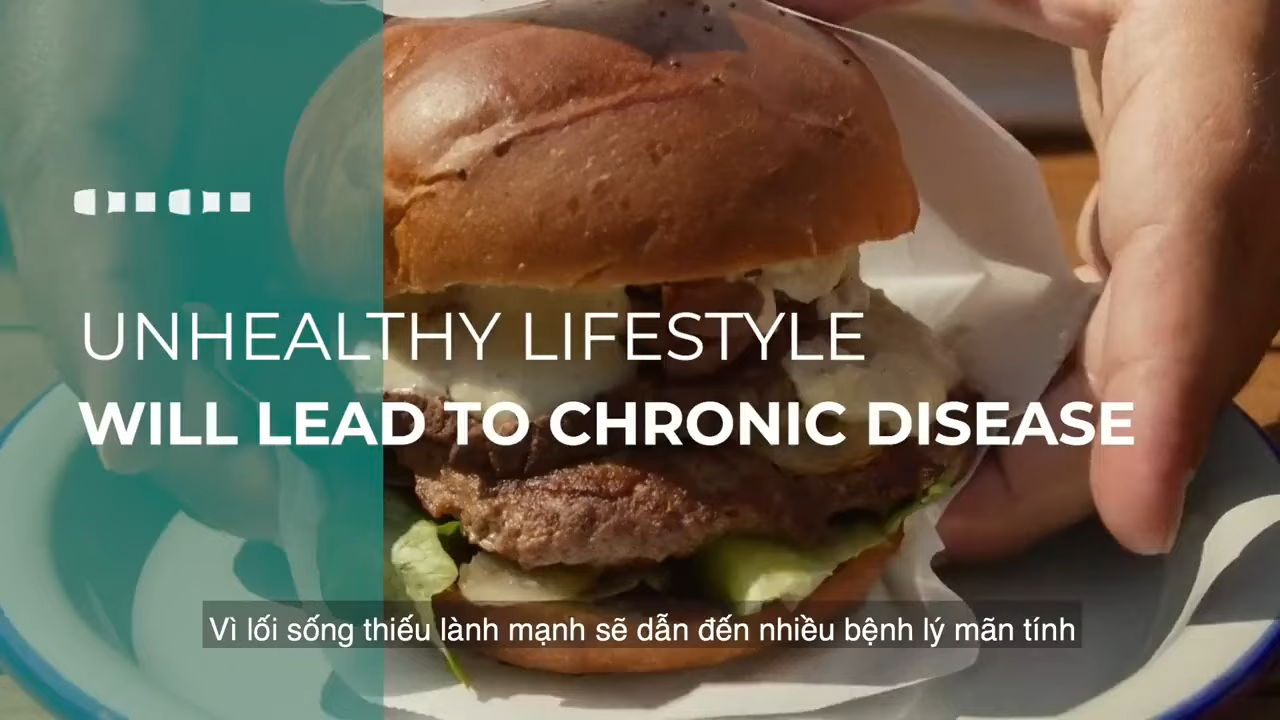 UNHEALTHY LIFESTYLE
WILL LEAD TO CHRONIC DISEASE
Vì lối sống thiếu lành mạnh sẽ dẫn đến nhiều bệnh lý mãn tính